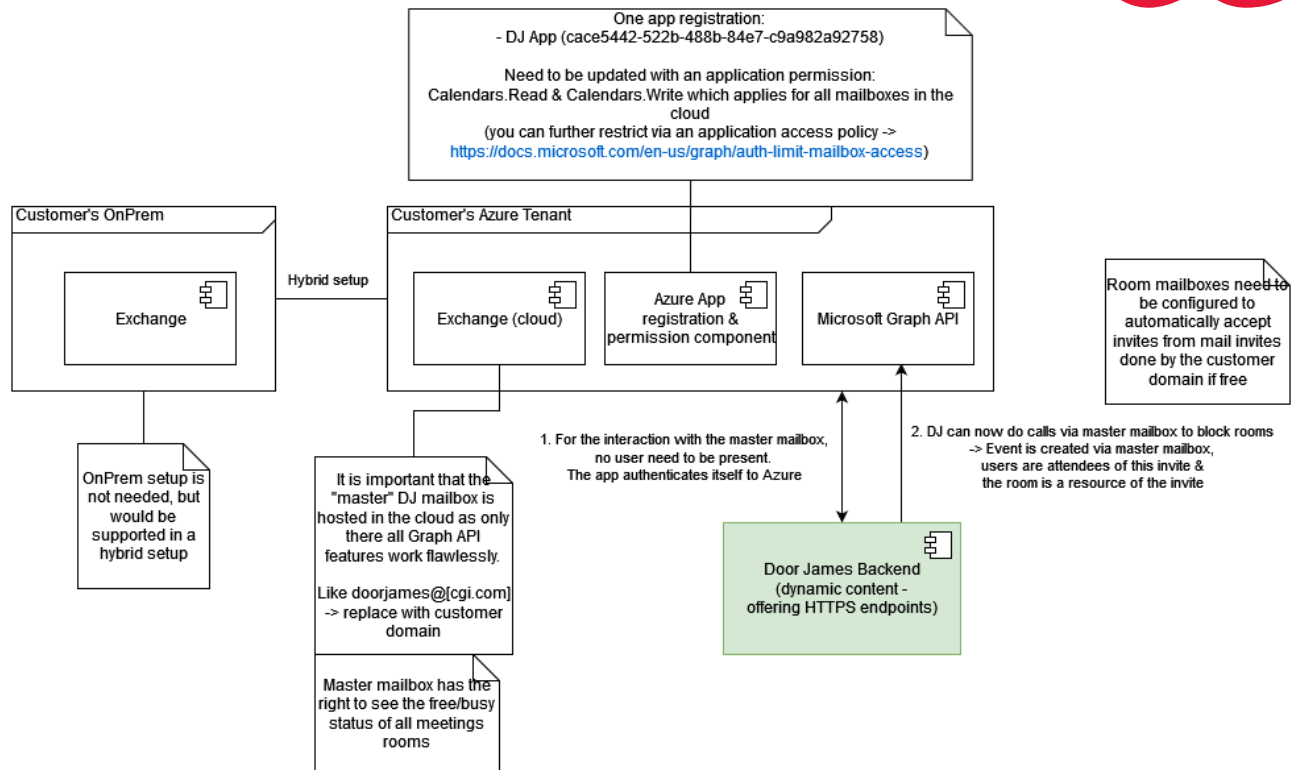 One app registration:
- DJ App (cace5442-522b-488b-84e7-c9a982a92758)
Need to be updated with an application permission:
Calendars.Read & Calendars.Write which applies for all mailboxes in the
cloud
(you can further restrict via an application access policy ->
https://docs.microsoft.com/en-us/graph/auth-limit-mailbox-access)
Customer's OnPrem
Exchange
Hybrid setup
Customer's Azure Tenant
Exchange (cloud)
Azure App
registration &
permission component
Microsoft Graph API
Room mailboxes need to
be configured to
automatically accept
invites from mail invites
done by the customer
domain if free
OnPrem setup is
not needed, but
would be
supported in a
hybrid setup
It is important that the
"master" DJ mailbox is
hosted in the cloud as only
there all Graph API
features work flawlessly.
Like doorjames@[cgi.com]
-> replace with customer
domain
Master mailbox has the
right to see the free/busy
status of all meetings
rooms
1. For the interaction with the master mailbox,
no user need to be present.
The app authenticates itself to Azure
2. DJ can now do calls via master mailbox to block rooms
-> Event is created via master mailbox,
users are attendees of this invite &
the room is a resource of the invite
Door James Backend
(dynamic content -
offering HTTPS endpoints)